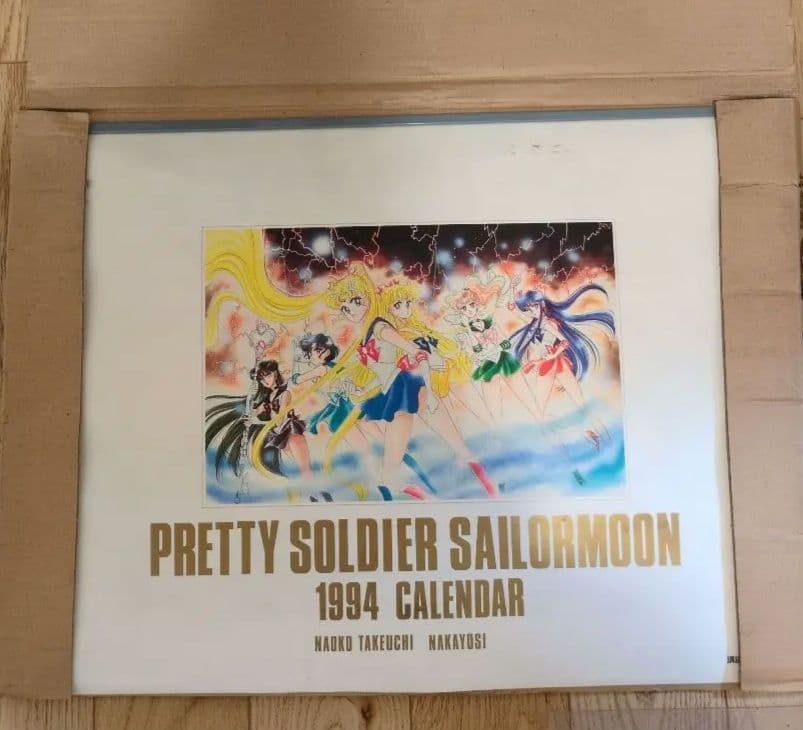 PRETTY SOLDIER SAILORMOON
1994 CALENDAR
NAOKO TAKEUCHI NAKAYOSI